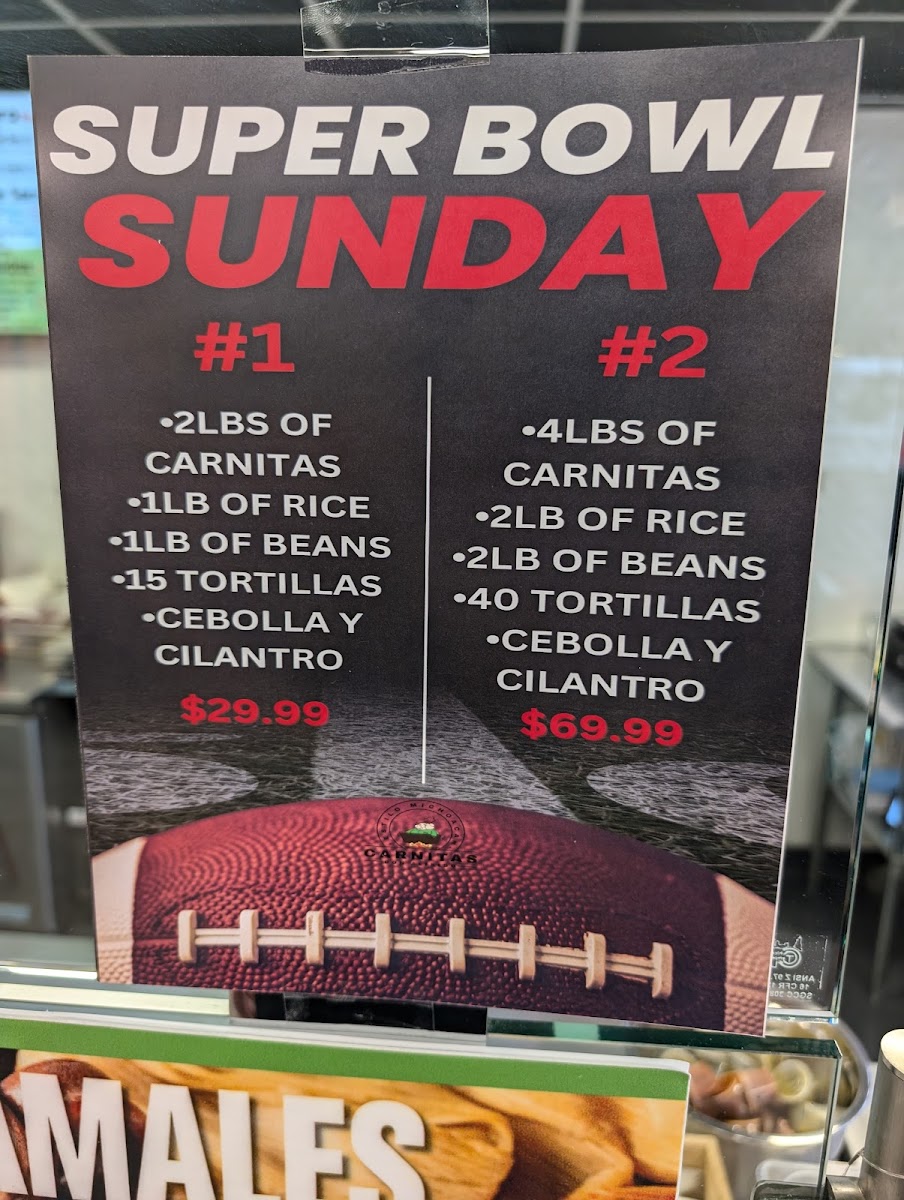 SUPER BOWL
SUNDAY
#1
•2LBS OF
CARNITAS
•1LB OF RICE
•1LB OF BEANS
•15 TORTILLAS
•CEBOLLA Y
CILANTRO
$29.99
#2
•4LBS OF
CARNITAS
•2LB OF RICE
•2LB OF BEANS
•40 TORTILLAS
•CEBOLLA Y
CILANTRO
$69.99
CARNITAS
AMALES